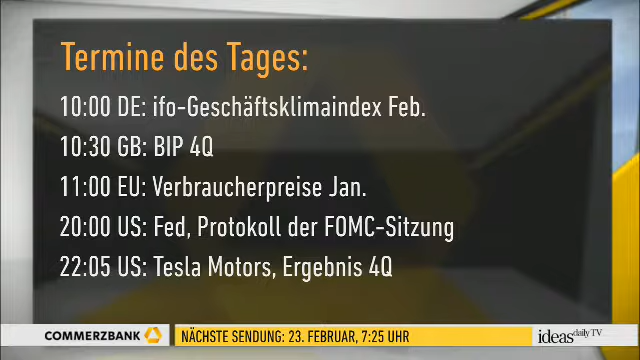 Termine des Tages:
10:00 DE: ifo-Geschäftsklimaindex Feb.
10:30 GB: BIP 4Q
11:00 EU: Verbraucherpreise Jan.
20:00 US: Fed, Protokoll der FOMC-Sitzung
22:05 US: Tesla Motors, Ergebnis 4Q
COMMERZBANK NÄCHSTE SENDUNG: 23. FEBRUAR, 7:25 UHR ideas daily TV